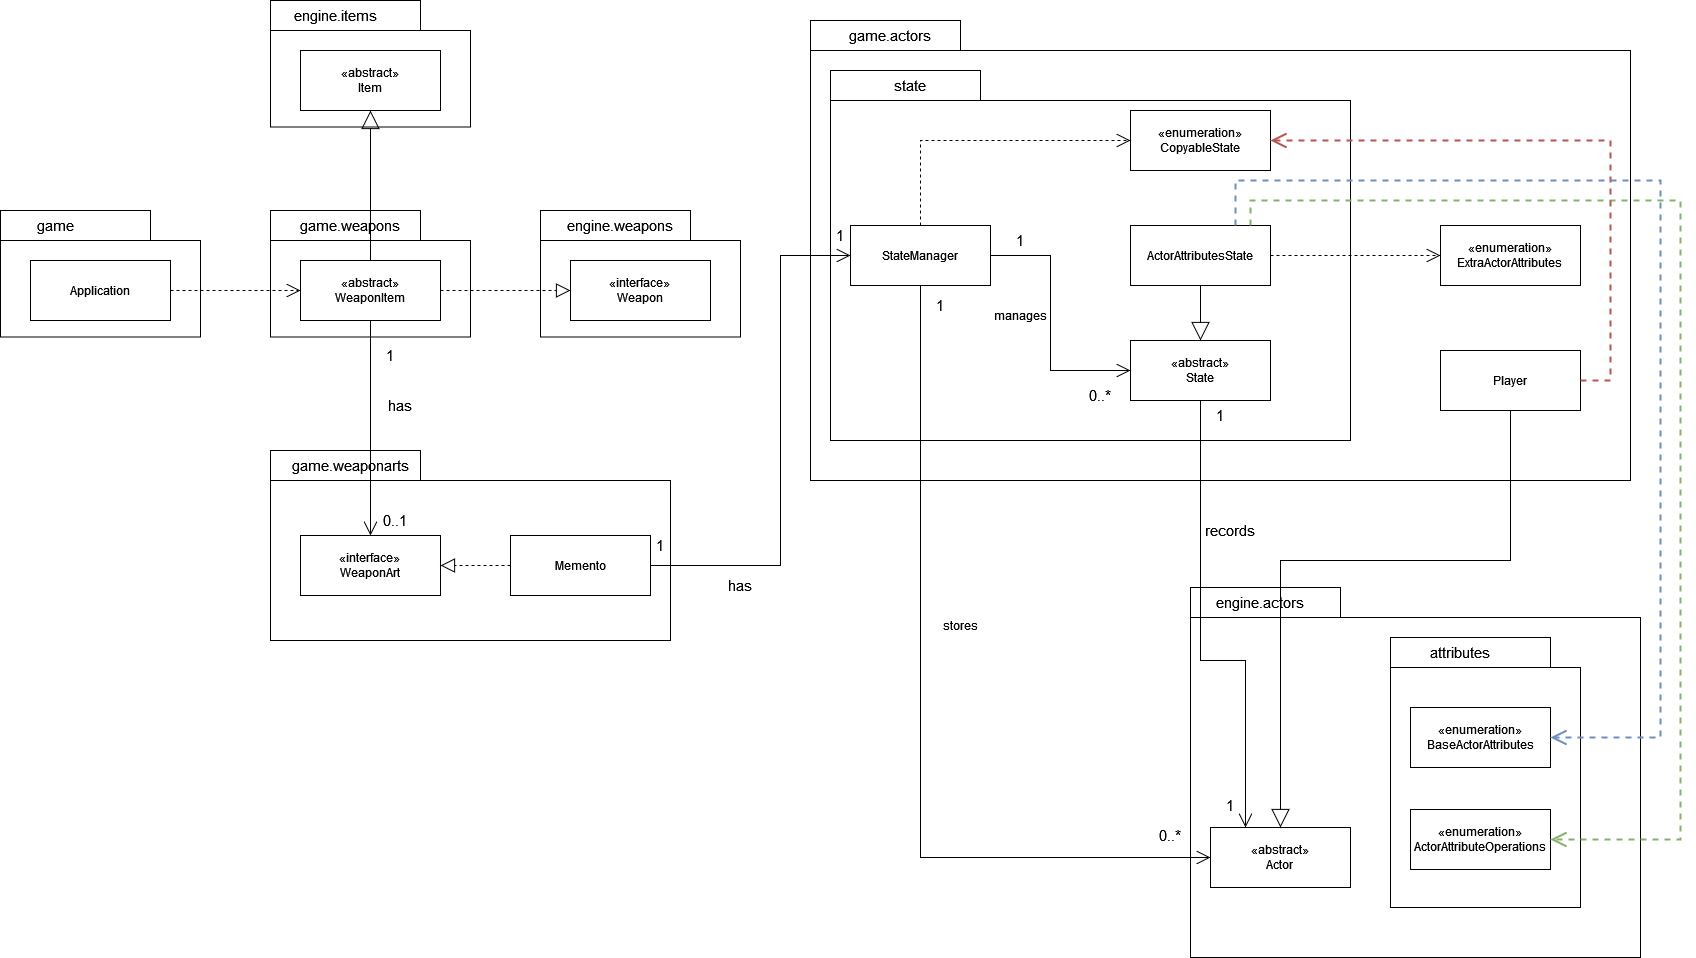 engine.items
«abstract»
Item
game.actors
state
«enumeration»
CopyableState
game
Application
game.weapons
«abstract»
WeaponItem
engine.weapons
«interface»
Weapon
1
StateManager
1
ActorAttributesState
«enumeration»
ExtraActorAttributes
1
manages
1
has
«abstract»
State
0..*
1
Player
game.weaponarts
0..1
«interface»
WeaponArt
Memento
1
has
records
stores
engine.actors
attributes
«enumeration»
BaseActorAttributes
1
0..*
«abstract»
Actor
«enumeration»
ActorAttributeOperations